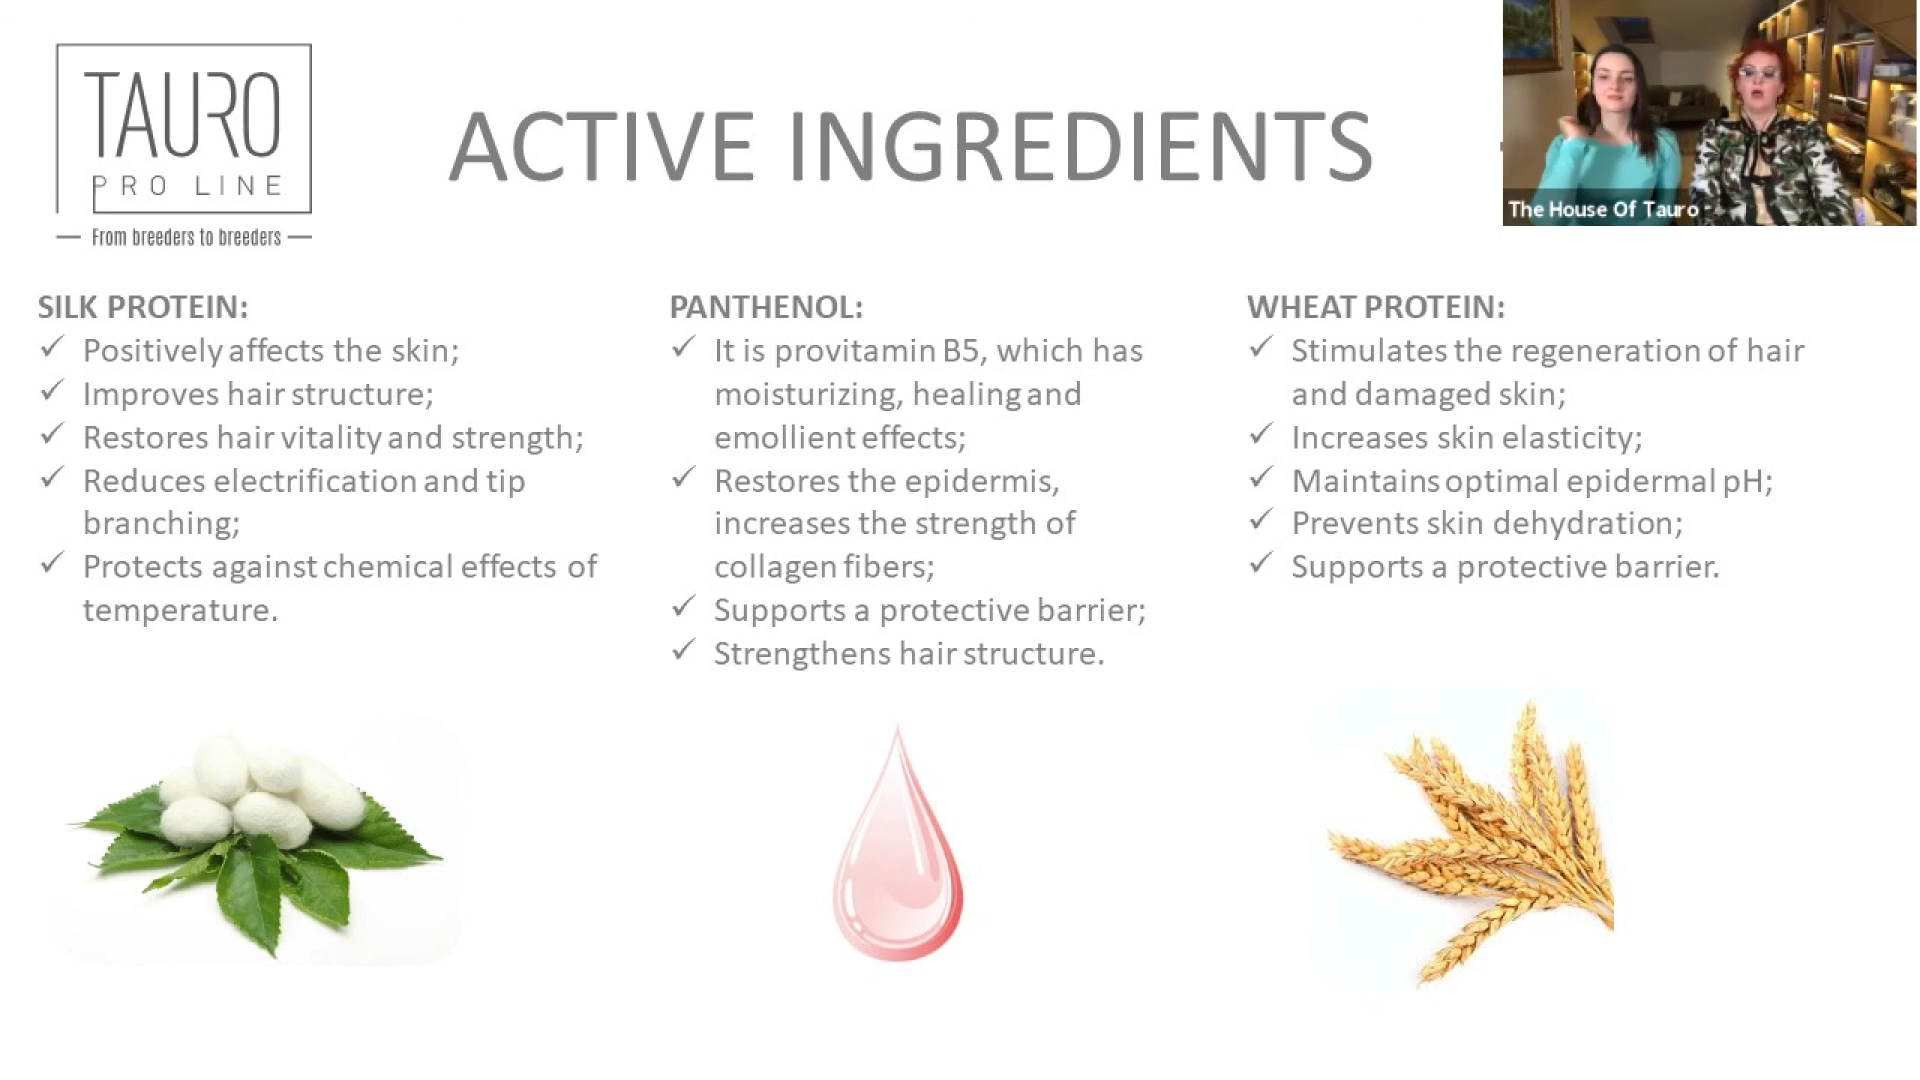 TAURO
PRO LINE
From breeders to breeders
ACTIVE INGREDIENTS
The House Of Tauro
SILK PROTEIN:
✓ Positively affects the skin;
✓ Improves hair structure;
✓ Restores hair vitality and strength;
✓ Reduces electrification and tip
branching;
✓ Protects against chemical effects of
temperature.
PANTHENOL:
✓ It is provitamin B5, which has
moisturizing, healing and
emollient effects;
✓ Restores the epidermis,
increases the strength of
collagen fibers;
✓ Supports a protective barrier;
✓ Strengthens hair structure.
WHEAT PROTEIN:
✓ Stimulates the regeneration of hair
and damaged skin;
✓ Increases skin elasticity;
✓ Maintains optimal epidermal pH;
✓ Prevents skin dehydration;
✓ Supports a protective barrier.